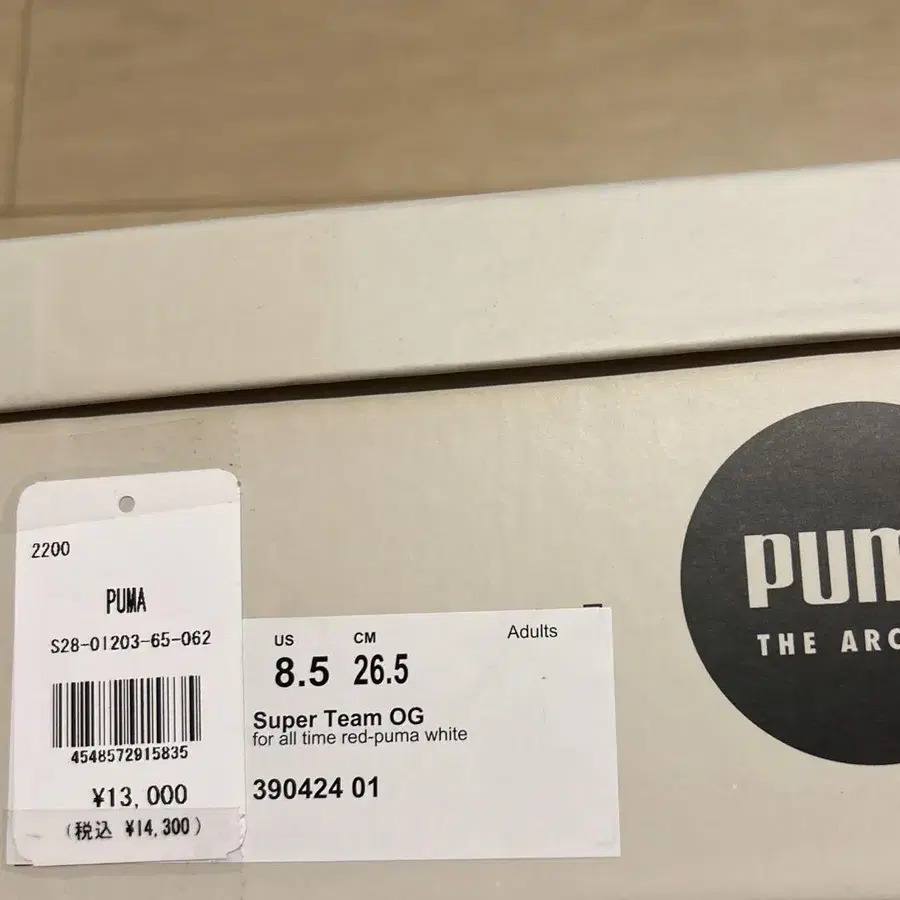 2200
PUMA
S28-01203-65-062
4548572915835
¥13,000
(税込 ¥14,300)
US CM
8.5 26.5
Adults
Super Team OG
for all time red-puma white
390424 01
PUM
THE ARC